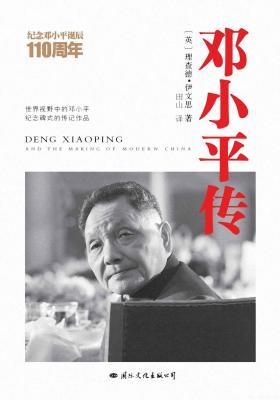 纪念邓小平诞辰
110周年
邓小平传
[英] 理查德·伊文思 著
田山 译
世界视野中的邓小平
纪念碑式的传记作品
DENG XIAOPING
AND THE MAKING OF MODERN CHINA
国际文化出版公司